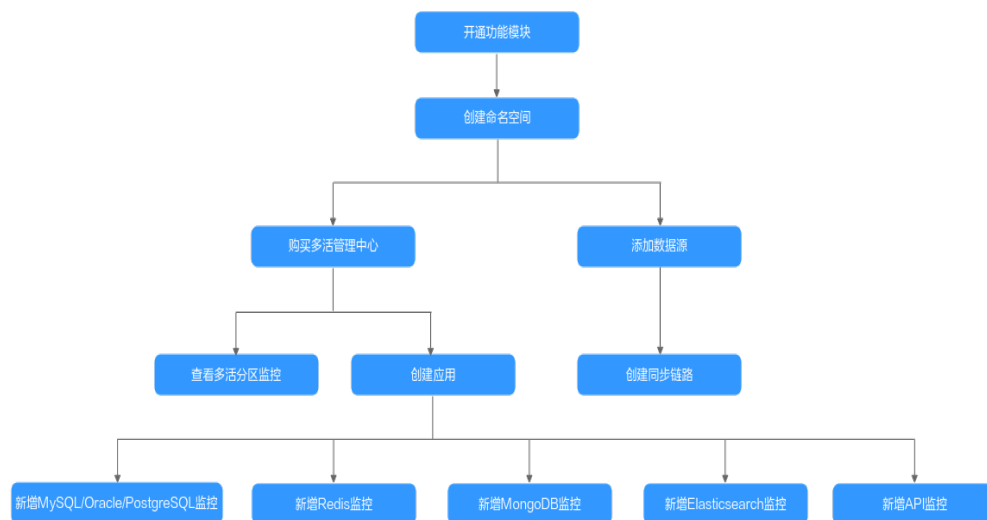 开通功能模块
创建命名空间
购买多活管理中心
添加数据源
查看多活分区监控
创建应用
创建同步链路
新增MySQL/Oracle/PostgreSQL监控
新增Redis监控
新增MongoDB监控
新增Elasticsearch监控
新增API监控